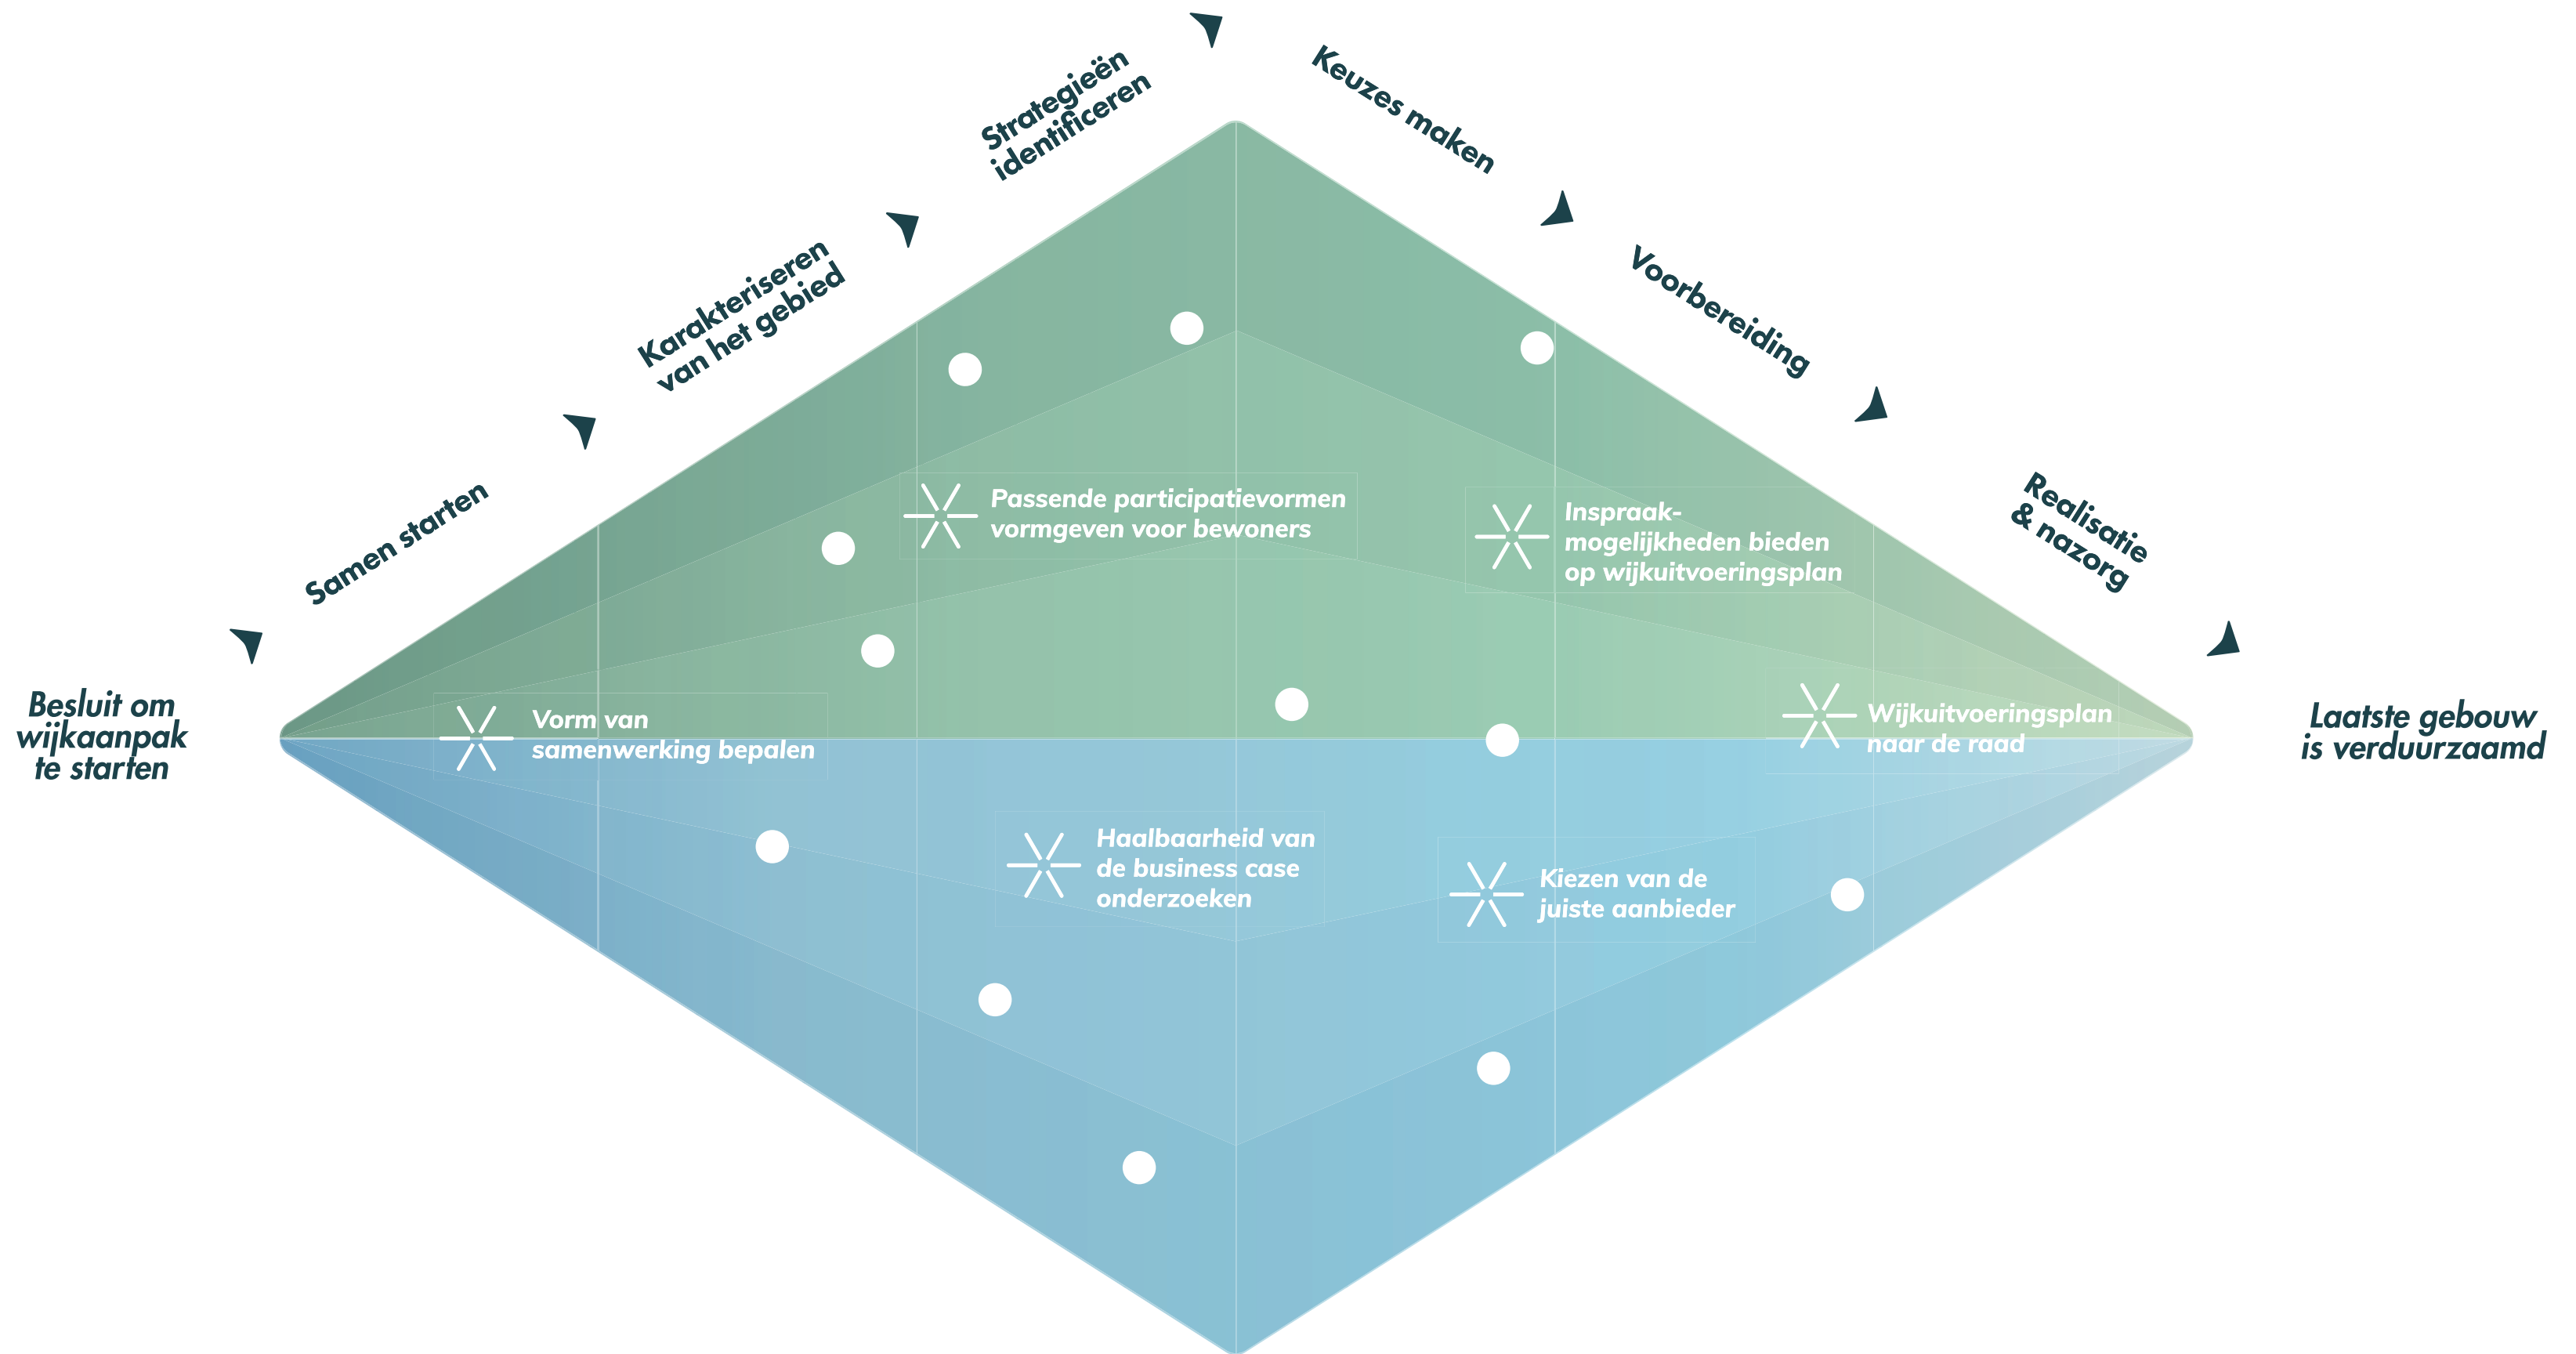 Besluit om
wijkaanpak
te starten
Samen starten
Karakteriseren
van het gebied
Strategieën
identificeren
Keuzes maken
Voorbereiding
Realisatie
& nazorg
Laatste gebouw
is verduurzaamd
Passende participatievormen
vormgeven voor bewoners
Inspraak-
mogelijkheden bieden
op wijkuitvoeringsplan
Vorm van
samenwerking bepalen
Wijkuitvoeringsplan
naar de raad
Haalbaarheid van
de business case
onderzoeken
Kiezen van de
juiste aanbieder